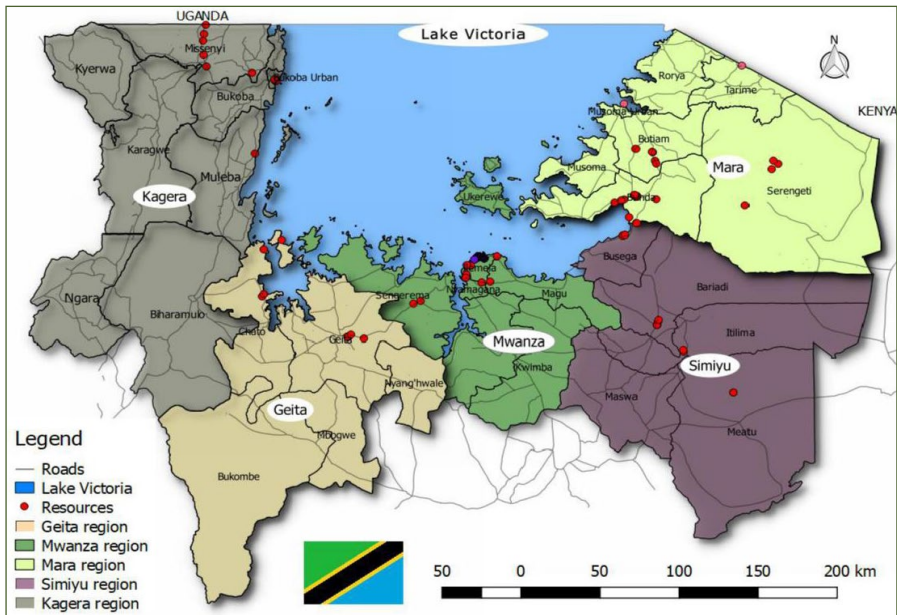 UGANDA
Lake Victoria
N
Missenyi
Kyerwa
Bukoba Urban
Bukoba
Rorya
Tarime
KENYA
Musoma Urban
Butiam
Karagwe
Muleba
Musoma
Mara
Serengeti
Kagera
Ukerewe
Bunda
Ngara
Biharamulo
Busega
Ilemela
Nyamagana
Sengerema
Magu
Bariadi
Chato
Geita
Mwanza
Itilima
Kwimba
Simiyu
Nyang'hwale
Maswa
Geita
Mbogwe
Meatu
Bukombe
Legend
Roads
Lake Victoria
Resources
Geita region
Mwanza region
Mara region
Simiyu region
Kagera region
50 0 50 100 150 200 km